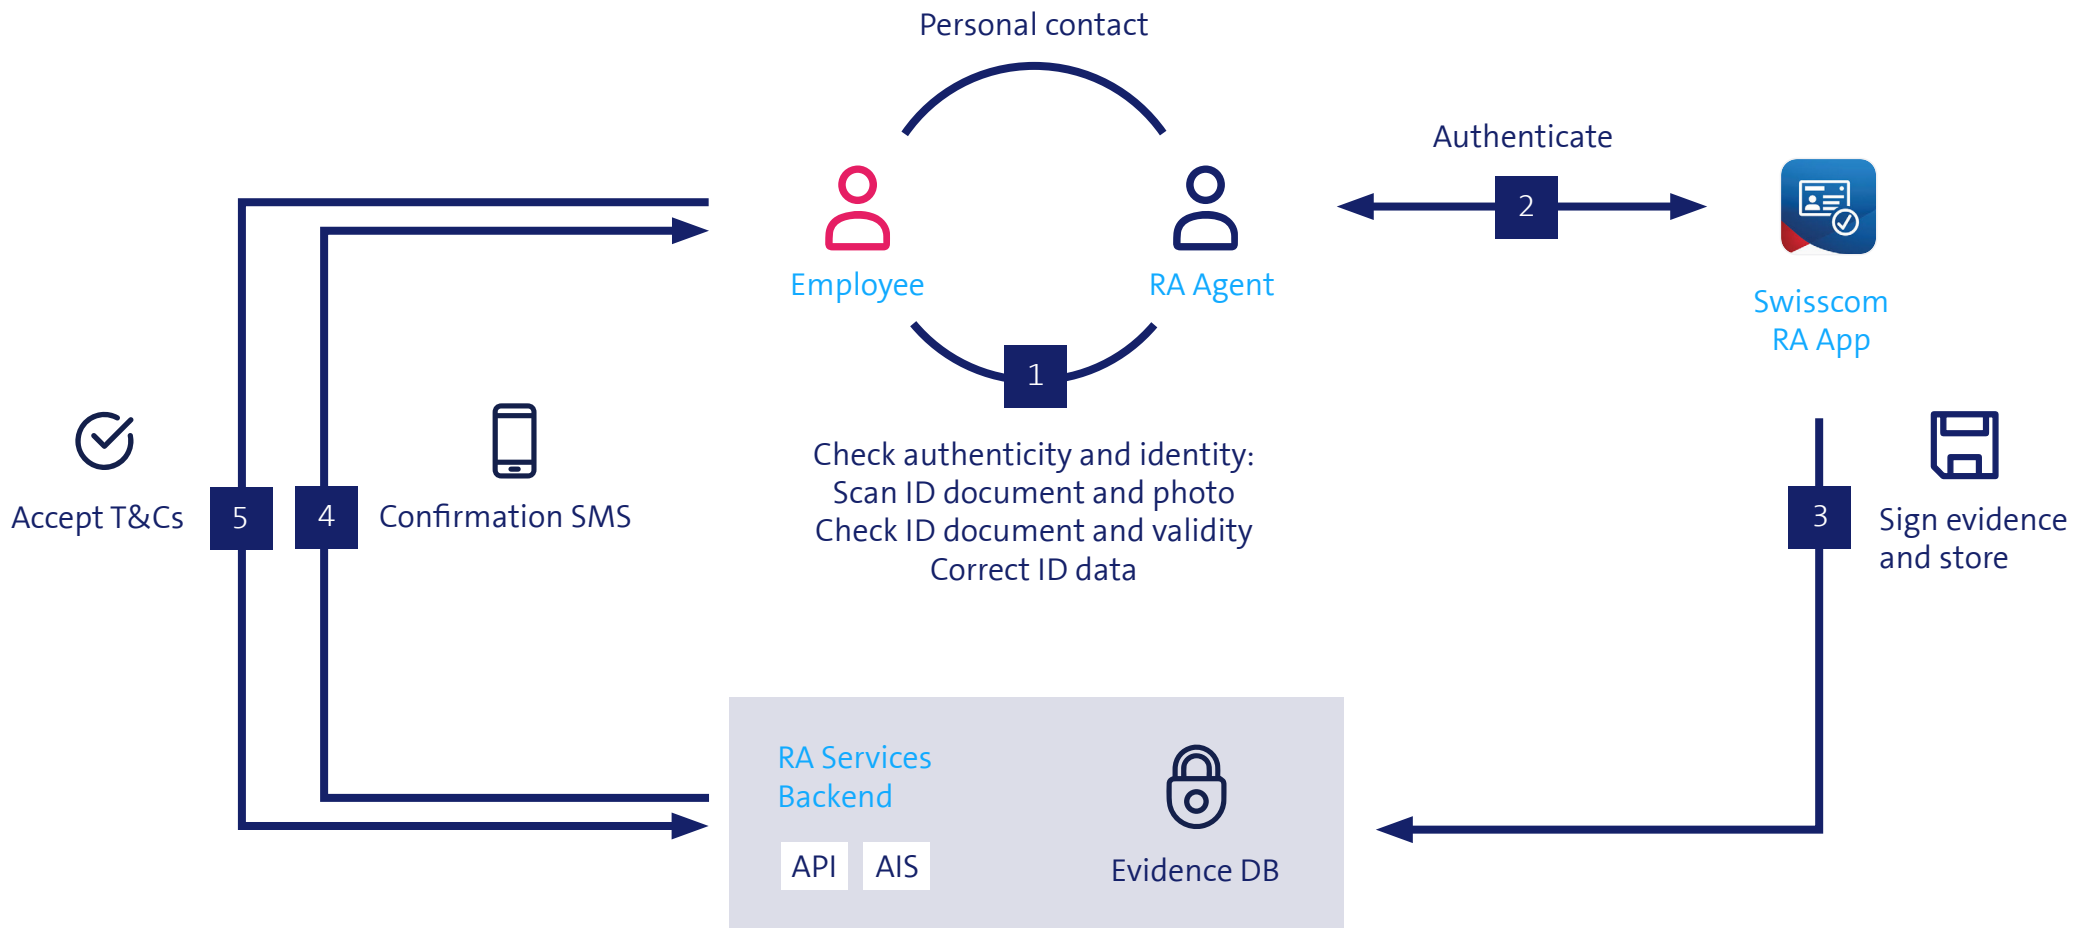 Personal contact
Authenticate
2
Employee
RA Agent
Swisscom
RA App
1
Check authenticity and identity:
Scan ID document and photo
Check ID document and validity
Correct ID data
Accept T&Cs
5
4
Confirmation SMS
3
Sign evidence
and store
RA Services
Backend
API
AIS
Evidence DB